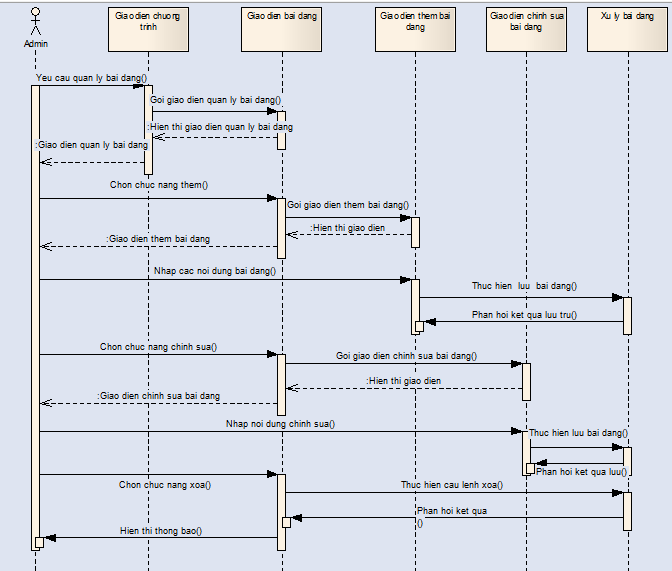 Giao dien chuong
trinh
Giao dien bai dang
Giao dien them bai
dang
Giao dien chinh sua
bai dang
Xu ly bai dang
Admin
Yeu cau quan ly bai dang()
Goi giao dien quan ly bai dang()
:Hien thi giao dien quan ly bai dang
:Giao dien quan ly bai dang
Chon chuc nang them()
Goi giao dien them bai dang()
:Hien thi giao dien
:Giao dien them bai dang
Nhap cac noi dung bai dang()
Thuc hien luu bai dang()
Phan hoi ket qua luu tru()
Chon chuc nang chinh sua()
Goi giao dien chinh sua bai dang()
:Hien thi giao dien
:Giao dien chinh sua bai dang
Nhap noi dung chinh sua()
Thuc hien luu bai dang()
Phan hoi ket qua luu()
Chon chuc nang xoa()
Thuc hien cau lenh xoa()
Phan hoi ket qua
()
Hien thi thong bao()